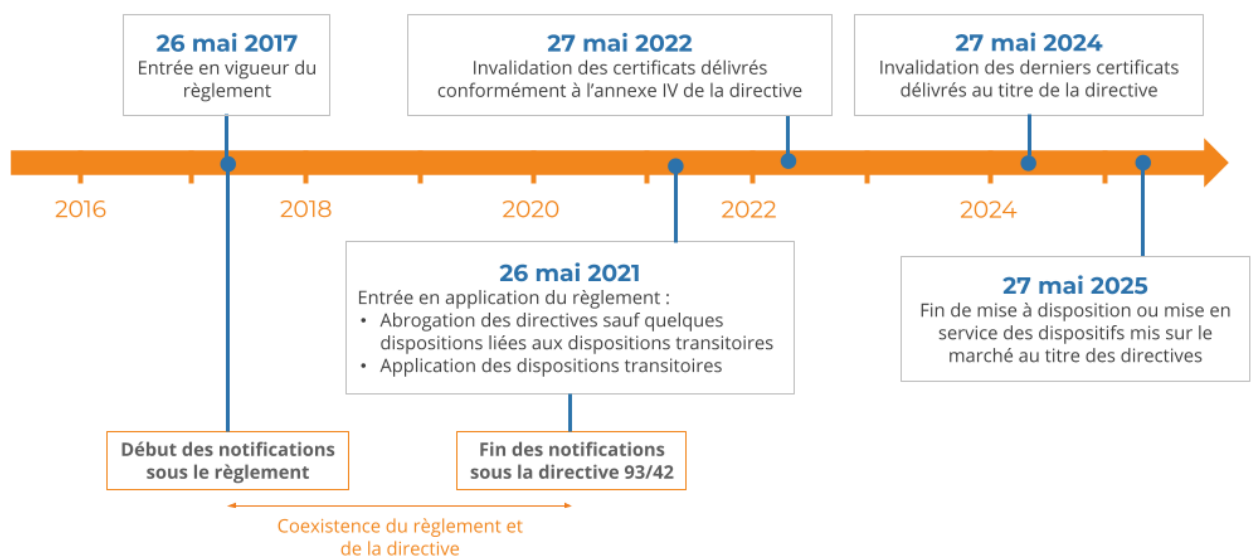 26 mai 2017
Entrée en vigueur du
règlement
27 mai 2022
Invalidation des certificats délivrés
conformément à l’annexe IV de la directive
27 mai 2024
Invalidation des derniers certificats
délivrés au titre de la directive
2016
2018
2020
2022
2024
26 mai 2021
Entrée en application du règlement :
• Abrogation des directives sauf quelques
dispositions liées aux dispositions transitoires
• Application des dispositions transitoires
27 mai 2025
Fin de mise à disposition ou mise en
service des dispositifs mis sur le
marché au titre des directives
Début des notifications
sous le règlement
Fin des notifications
sous la directive 93/42
Coexistence du règlement et
de la directive